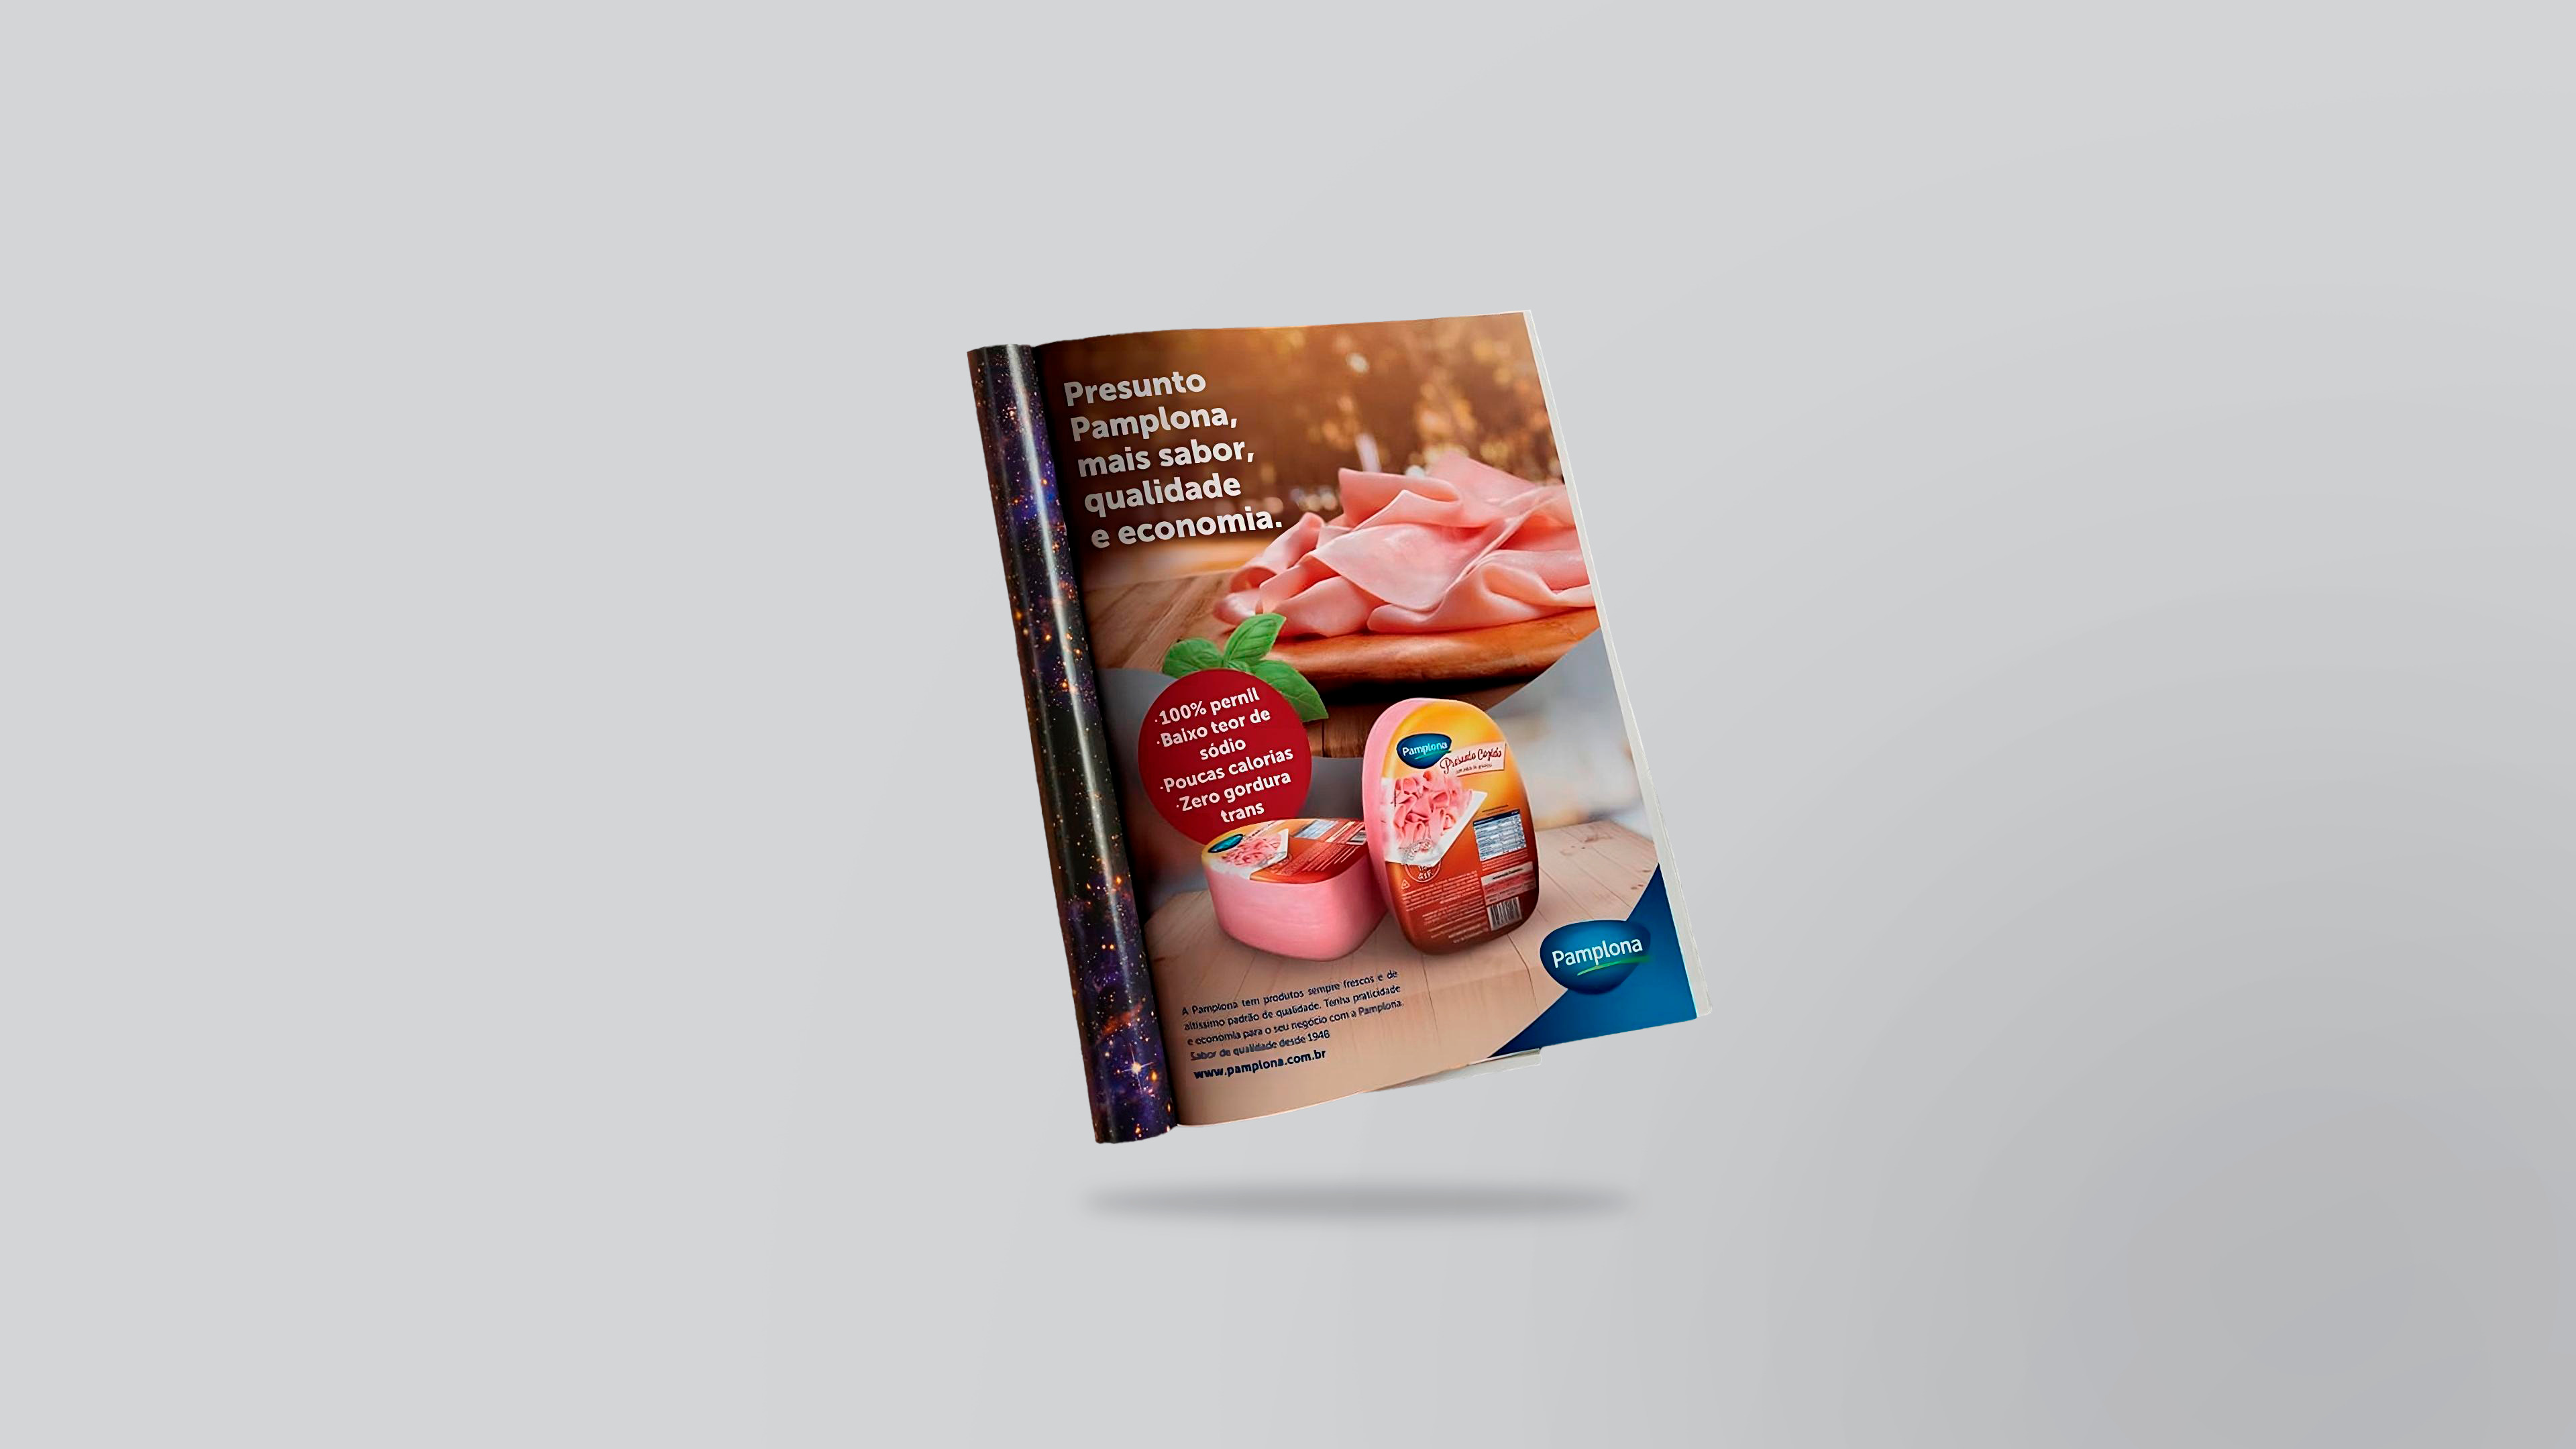 Presunto
Pamplona,
mais sabor,
qualidade
e economia.
·100% pernil
·Baixo teor de
sódio
·Poucas calorias
·Zero gordura
trans
Pamplona
Presunto Cozido
Pamplona
A Pamplona tem produtos sempre frescos e de
altíssimo padrão de qualidade. Tenha praticidade
e economia para o seu negócio com a Pamplona.
Sabor de qualidade desde 1948
www.pamplona.com.br